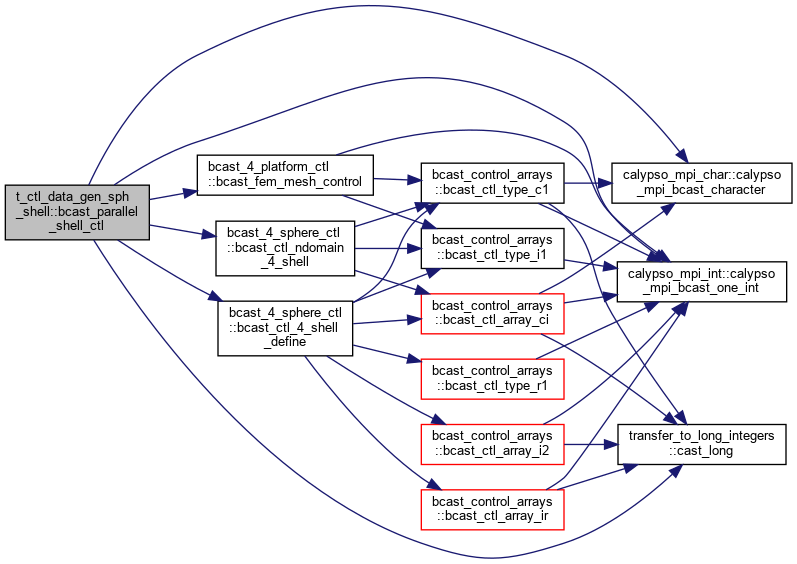 t_ctl_data_gen_sph
_shell::bcast_parallel
_shell_ctl
bcast_4_platform_ctl
::bcast_fem_mesh_control
bcast_4_sphere_ctl
::bcast_ctl_ndomain
_4_shell
bcast_4_sphere_ctl
::bcast_ctl_4_shell
_define
bcast_control_arrays
::bcast_ctl_type_c1
bcast_control_arrays
::bcast_ctl_type_i1
bcast_control_arrays
::bcast_ctl_array_ci
bcast_control_arrays
::bcast_ctl_type_r1
bcast_control_arrays
::bcast_ctl_array_i2
bcast_control_arrays
::bcast_ctl_array_ir
calypso_mpi_char::calypso
_mpi_bcast_character
calypso_mpi_int::calypso
_mpi_bcast_one_int
transfer_to_long_integers
::cast_long